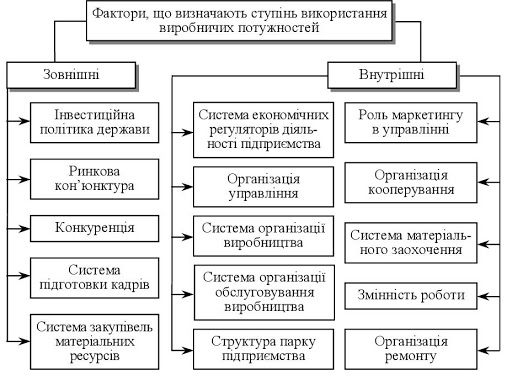 Фактори, що визначають ступінь використання
виробничих потужностей
Зовнішні
Внутрішні
Інвестиційна
політика держави
Ринкова
кон’юнктура
Конкуренція
Система
підготовки кадрів
Система закупівель
матеріальних
ресурсів
Система економічних
регуляторів діяль-
ності підприємства
Організація
управління
Система організації
виробництва
Система організації
обслуговування
виробництва
Структура парку
підприємства
Роль маркетингу
в управлінні
Організація
кооперування
Система матеріаль-
ного заохочення
Змінність роботи
Організація
ремонту